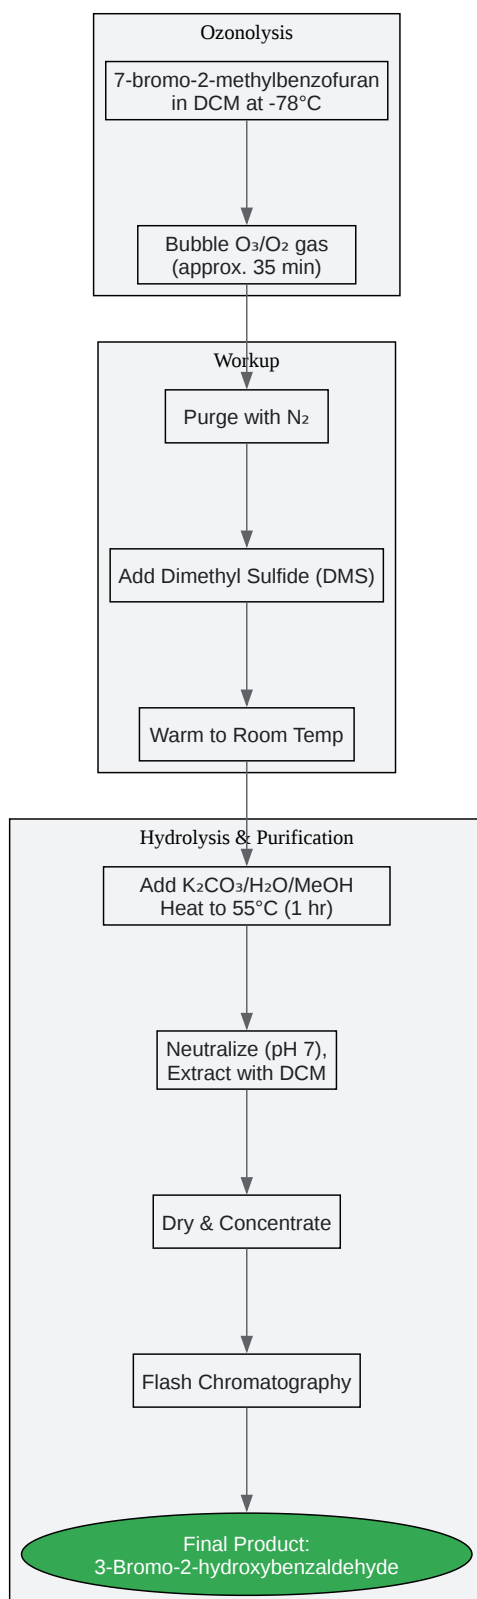 Ozonolysis
7-bromo-2-methylbenzofuran
in DCM at -78°C
Bubble O₃/O₂ gas
(approx. 35 min)
Workup
Purge with N₂
Add Dimethyl Sulfide (DMS)
Warm to Room Temp
Hydrolysis & Purification
Add K₂CO₃/H₂O/MeOH
Heat to 55°C (1 hr)
Neutralize (pH 7),
Extract with DCM
Dry & Concentrate
Flash Chromatography
Final Product:
3-Bromo-2-hydroxybenzaldehyde